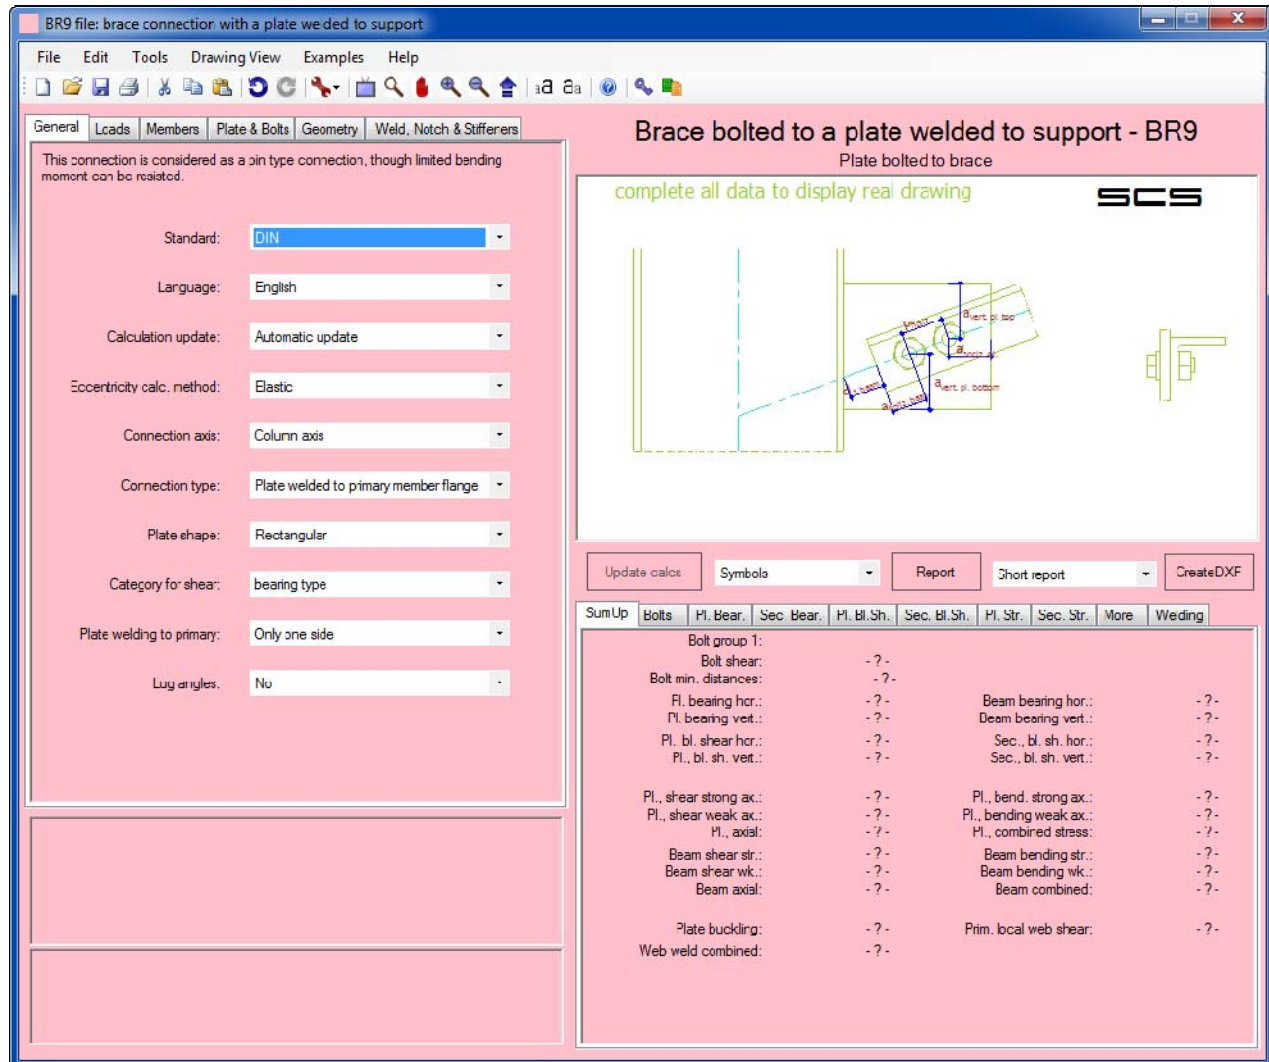 BR9 file: brace connection with a plate welded to support
File Edit Tools Drawing View Examples Help
General Loads Members Plate & Bolts Geometry Weld, Notch & Stiffeners
This connection is considered as a pin type connection, though limited bending
moment can be resisted.
Standard: DIN
Language: English
Calculation update: Automatic update
Eccentricity calc. method: Elastic
Connection axis: Column axis
Connection type: Plate welded to primary member flange
Plate shape: Rectangular
Category for shear: bearing type
Plate welding to primary: Only one side
Lug angles: No
Brace bolted to a plate welded to support - BR9
Plate bolted to brace
complete all data to display real drawing
SCS
a vert. pl. top
a vert. pl. bottom
Update calcs Symbols Report Short report CreateDXF
SumUp Bolts Pl. Bear. Sec. Bear. Pl. Bl.Sh. Sec. Bl.Sh. Pl. Str. Sec. Str. More Welding
Bolt group 1:
Bolt shear: - ? -
Bolt min. distances: - ? -
Pl. bearing hor.: - ? - Beam bearing hor.: - ? -
Pl. bearing vert.: - ? - Beam bearing vert.: - ? -
Pl. bl. shear hor.: - ? - Sec., bl. sh. hor.: - ? -
Pl., bl. sh. vert.: - ? - Sec., bl. sh. vert.: - ? -
Pl., shear strong ax.: - ? - Pl., bend. strong ax.: - ? -
Pl., shear weak ax.: - ? - Pl., bending weak ax.: - ? -
Pl., axial: - ? - Pl., combined stress: - ? -
Beam shear str.: - ? - Beam bending str.: - ? -
Beam shear wk.: - ? - Beam bending wk.: - ? -
Beam axial: - ? - Beam combined: - ? -
Plate buckling: - ? - Prim. local web shear: - ? -
Web weld combined: - ? -